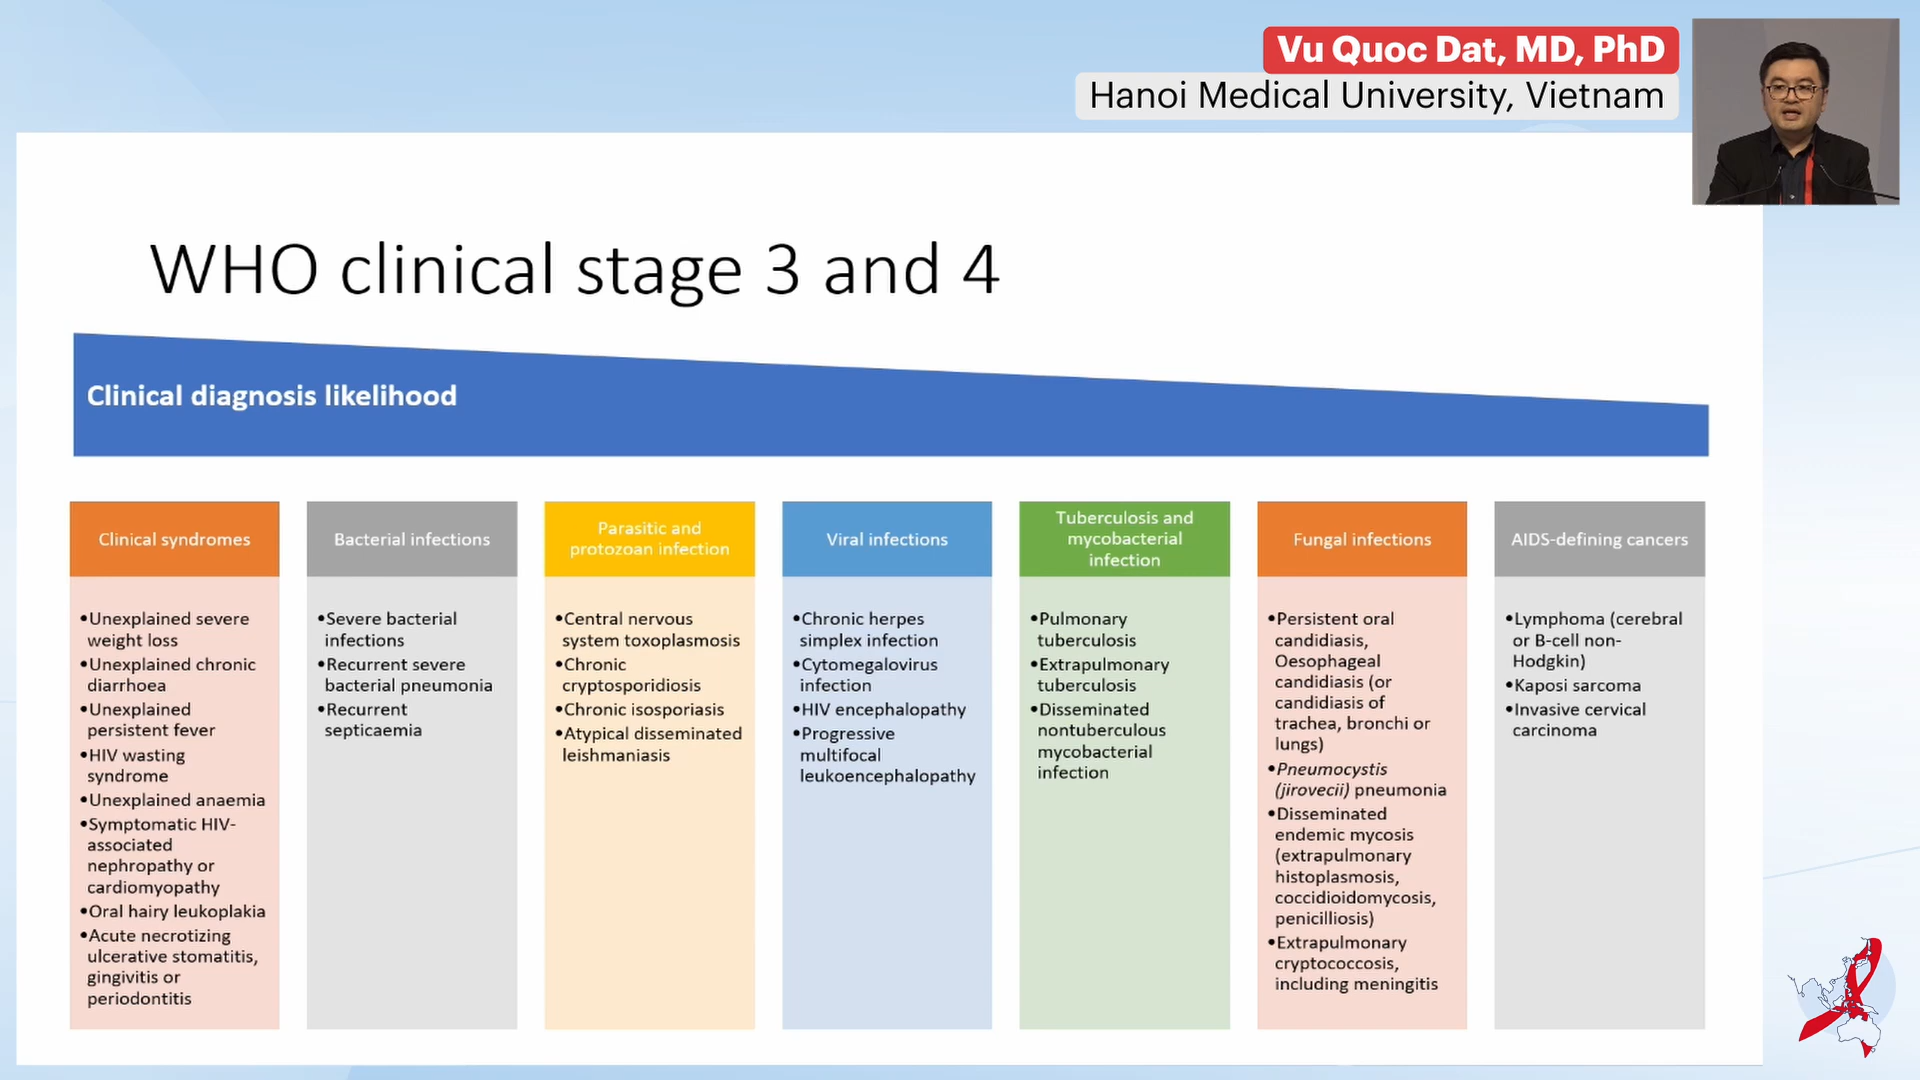 Vu Quoc Dat, MD, PhD
Hanoi Medical University, Vietnam
WHO clinical stage 3 and 4
Clinical diagnosis likelihood
Clinical syndromes
•Unexplained severe
weight loss
•Unexplained chronic
diarrhoea
•Unexplained
persistent fever
•HIV wasting
syndrome
•Unexplained anaemia
•Symptomatic HIV-
associated
nephropathy or
cardiomyopathy
•Oral hairy leukoplakia
•Acute necrotizing
ulcerative stomatitis,
gingivitis or
periodontitis
Bacterial infections
•Severe bacterial
infections
•Recurrent severe
bacterial pneumonia
•Recurrent
septicaemia
Parasitic and
protozoan infection
•Central nervous
system toxoplasmosis
•Chronic
cryptosporidiosis
•Chronic isosporiasis
•Atypical disseminated
leishmaniasis
Viral infections
•Chronic herpes
simplex infection
•Cytomegalovirus
infection
•HIV encephalopathy
•Progressive
multifocal
leukoencephalopathy
Tuberculosis and
mycobacterial
infection
•Pulmonary
tuberculosis
•Extrapulmonary
tuberculosis
•Disseminated
nontuberculous
mycobacterial
infection
Fungal infections
•Persistent oral
candidiasis,
Oesophageal
candidiasis (or
candidiasis of
trachea, bronchi or
lungs)
•Pneumocystis
(jirovecii) pneumonia
•Disseminated
endemic mycosis
(extrapulmonary
histoplasmosis,
coccidioidomycosis,
penicilliosis)
•Extrapulmonary
cryptococcosis,
including meningitis
AIDS-defining cancers
•Lymphoma (cerebral
or B-cell non-
Hodgkin)
•Kaposi sarcoma
•Invasive cervical
carcinoma